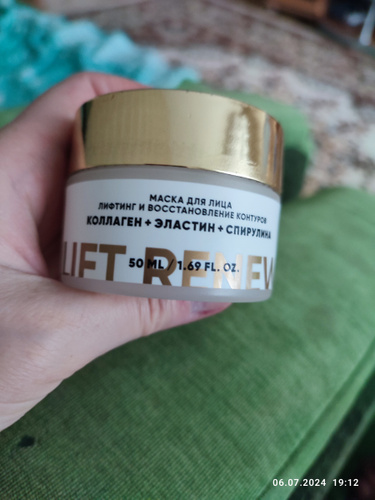 МАСКА ДЛЯ ЛИЦА
ЛИФТИНГ И ВОССТАНОВЛЕНИЕ КОНТУРОВ
КОЛЛАГЕН + ЭЛАСТИН + СПИРУЛИНА
LIFT RENEW
50 ML / 1.69 FL. OZ.
06.07.2024 19:12